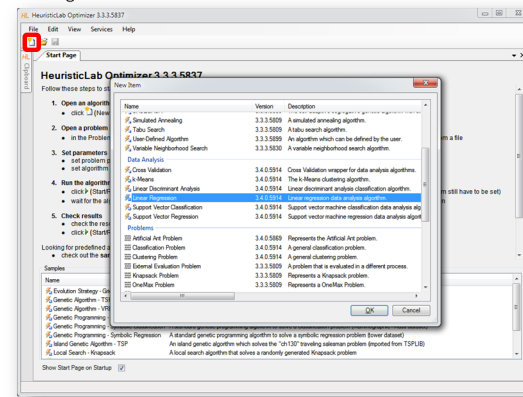 HL HeuristicLab Optimizer 3.3.3.5837
File Edit View Services Help
Start Page
Clipboard
HeuristicLab Optimizer 3.3.3.5837
Follow these steps to st
1. Open an algorith
click (New
2. Open a problem
in the Problem
m a file
3. Set parameters
set problem p
set algorithm
4. Run the algorithm
click (Start/R
m still have to be set)
wait for the alg
5. Check results
check the res
click (Start/R
Looking for predefined a
check out the sar
New Item
Name Version Description
Simulated Annealing 3.3.3.5809 A simulated annealing algorithm.
Tabu Search 3.3.3.5809 A tabu search algorithm.
User-Defined Algorithm 3.3.3.5899 An algorithm which can be defined by the user.
Variable Neighborhood Search 3.3.3.5830 A variable neighborhood search algorithm.
Data Analysis
Cross Validation 3.4.0.5914 Cross Validation wrapper for data analysis algorithms.
k-Means 3.4.0.5914 The k-Means clustering algorithm.
Linear Discriminant Analysis 3.4.0.5914 Linear discriminant analysis classification algorithm.
Linear Regression 3.4.0.5914 Linear regression data analysis algorithm.
Support Vector Classification 3.4.0.5914 Support vector machine classification data analysis alg
Support Vector Regression 3.4.0.5914 Support vector machine regression data analysis algorit
Problems
Artificial Ant Problem 3.4.0.5869 Represents the Artificial Ant problem.
Classification Problem 3.4.0.5914 A general classification problem.
Clustering Problem 3.4.0.5914 A general clustering problem.
External Evaluation Problem 3.3.3.5809 A problem that is evaluated in a different process.
Knapsack Problem 3.3.3.5809 Represents a Knapsack problem.
OneMax Problem 3.3.3.5809 Represents a OneMax Problem.
OK Cancel
Samples
Name
Evolution Strategy - Gri
Genetic Algorithm - TSP
Genetic Algorithm - VRP
Genetic Programming -
Genetic Programming - Symbolic Regression A standard genetic programming algorithm to solve a symbolic regression problem (tower dataset)
Island Genetic Algorithm - TSP An island genetic algorithm which solves the "ch130" traveling salesman problem (imported from TSPLIB)
Local Search - Knapsack A local search algorithm that solves a randomly generated Knapsack problem
Show Start Page on Startup